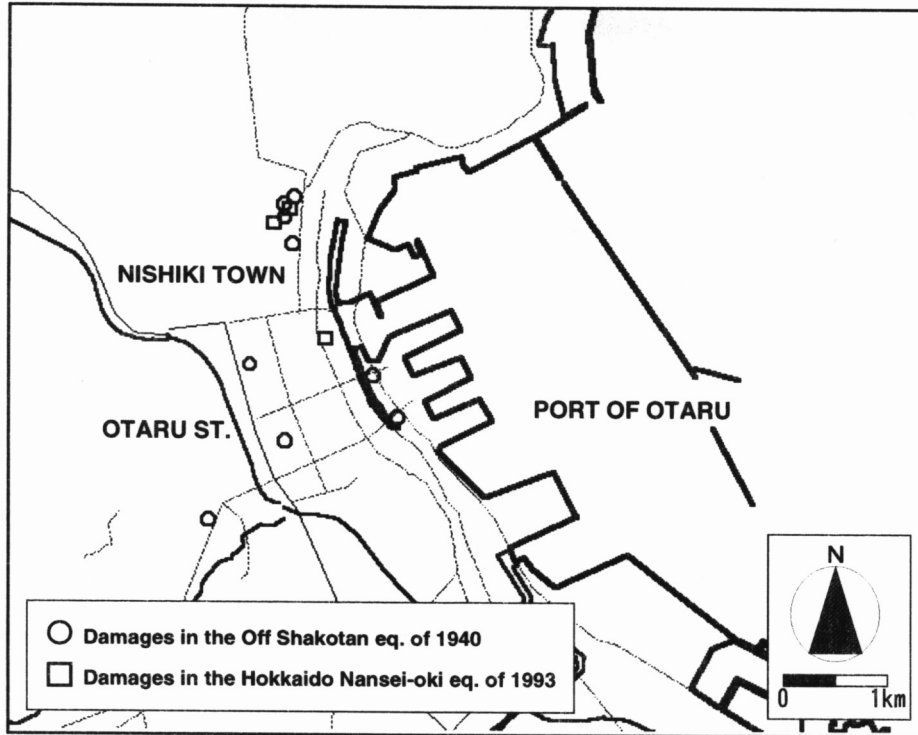 NISHIKI TOWN
OTARU ST.
PORT OF OTARU
N
0 1km
Damages in the Off Shakotan eq. of 1940
Damages in the Hokkaido Nansei-oki eq. of 1993